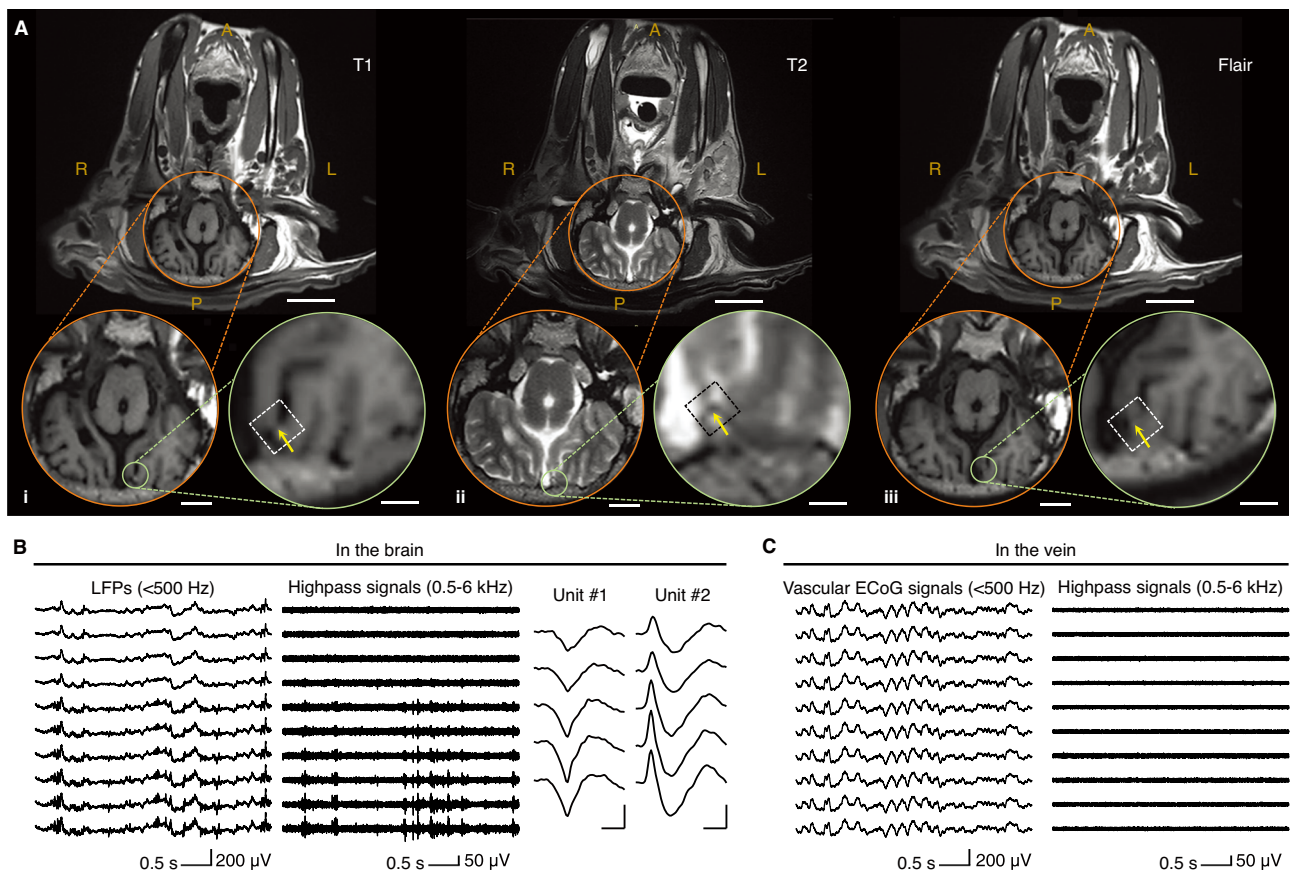 A
A
T1
R
L
P
i
A
T2
R
L
P
ii
A
Flair
R
L
P
iii
B
In the brain
LFPs (<500 Hz)
Highpass signals (0.5-6 kHz)
Unit #1
Unit #2
0.5 s
200 µV
0.5 s
50 µV
C
In the vein
Vascular ECoG signals (<500 Hz)
Highpass signals (0.5-6 kHz)
0.5 s
200 µV
0.5 s
50 µV